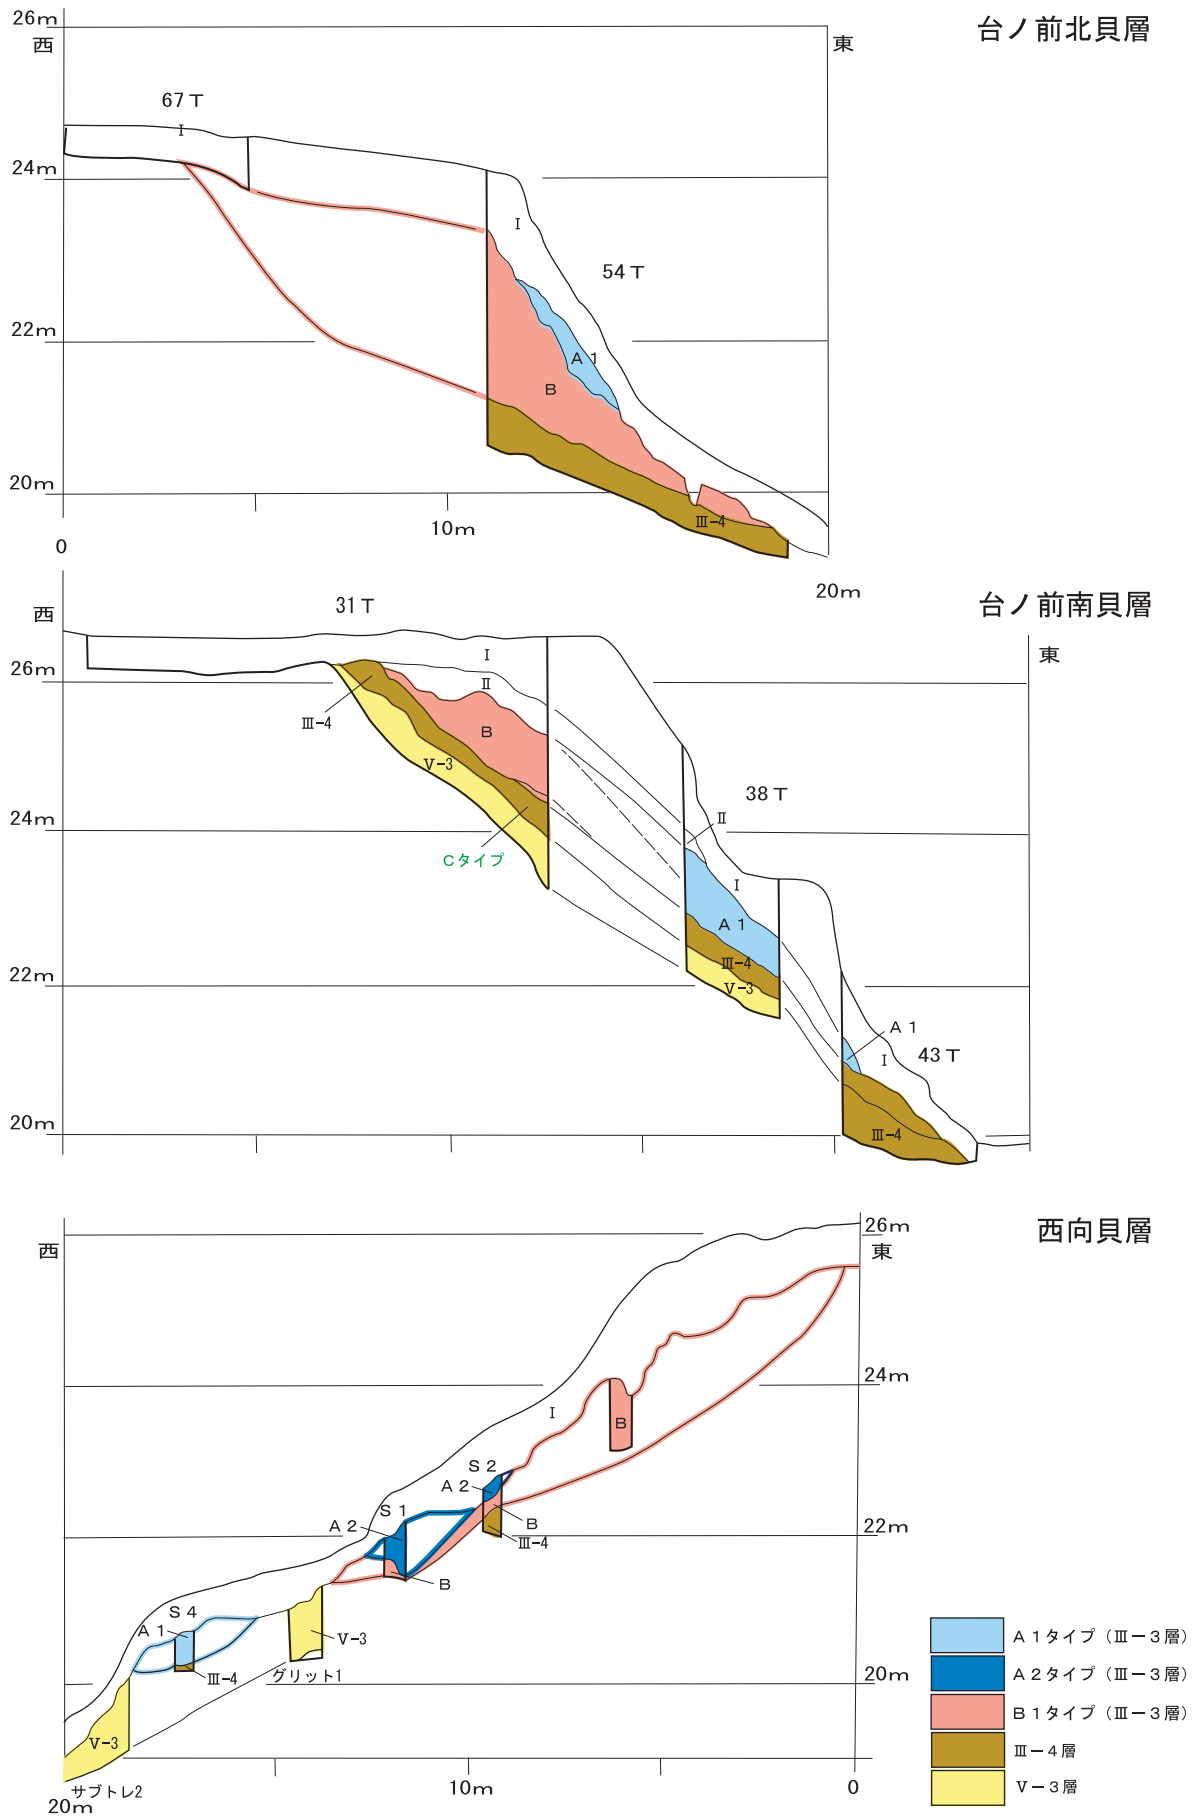 26m
台ノ前北貝層
西
東
67T
I
24m
I
54T
22m
A1
B
20m
Ⅲ-4
10m
0
20m
31T
台ノ前南貝層
西
東
I
26m
Ⅱ
Ⅲ-4
B
V-3
38T
24m
Ⅱ
Cタイプ
I
A1
Ⅲ-4
22m
V-3
A1
43T
I
20m
Ⅲ-4
26m
西向貝層
西
東
24m
I
B
S2
A2
S1
A2
B
22m
Ⅲ-4
B
S4
A1
V-3
Ⅲ-4
グリット1
20m
A1タイプ(Ⅲ-3層)
A2タイプ(Ⅲ-3層)
B1タイプ(Ⅲ-3層)
V-3
Ⅲ-4層
サブトレ2
10m
0
V-3層
20m